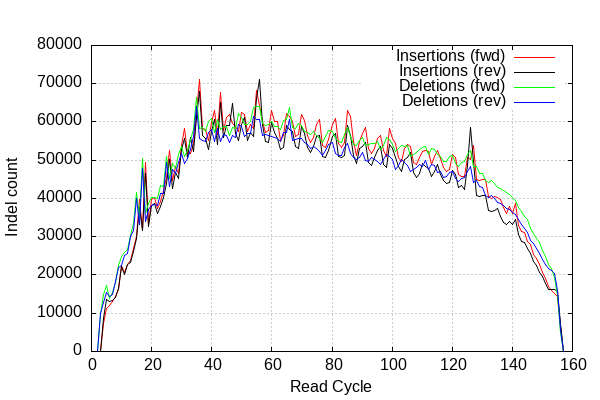 80000
70000
60000
50000
40000
30000
20000
10000
0
0 20 40 60 80 100 120 140 160
Indel count
Read Cycle
Insertions (fwd)
Insertions (rev)
Deletions (fwd)
Deletions (rev)